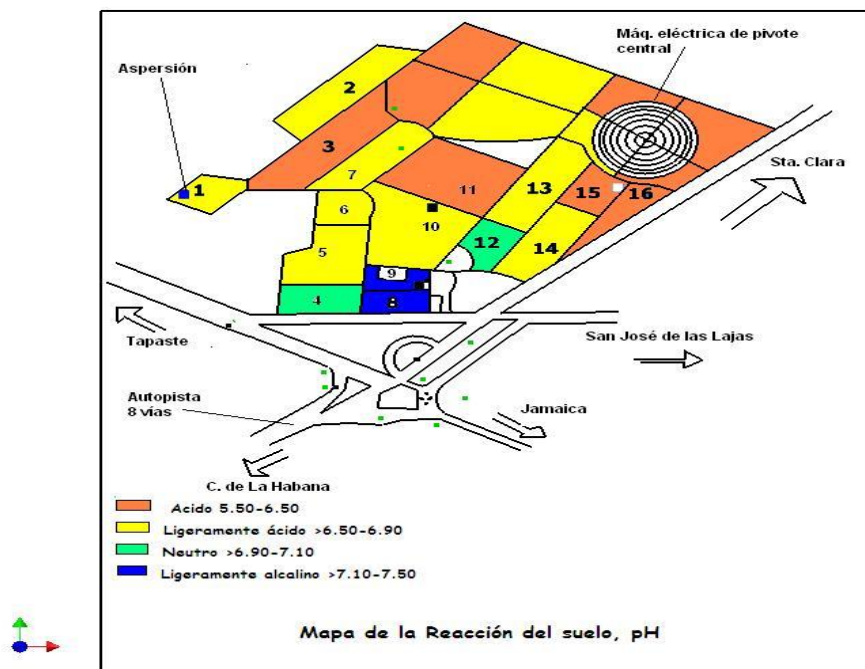 Máq. eléctrica de pivote
central
Aspersión
2
3
1
7
11
13
15
16
Sta. Clara
6
10
12
14
5
9
4
8
Tapaste
San José de las Lajas
Autopista
8 vías
Jamaica
C. de La Habana
Acido 5.50-6.50
Ligeramente ácido >6.50-6.90
Neutro >6.90-7.10
Ligeramente alcalino >7.10-7.50
Mapa de la Reacción del suelo, pH